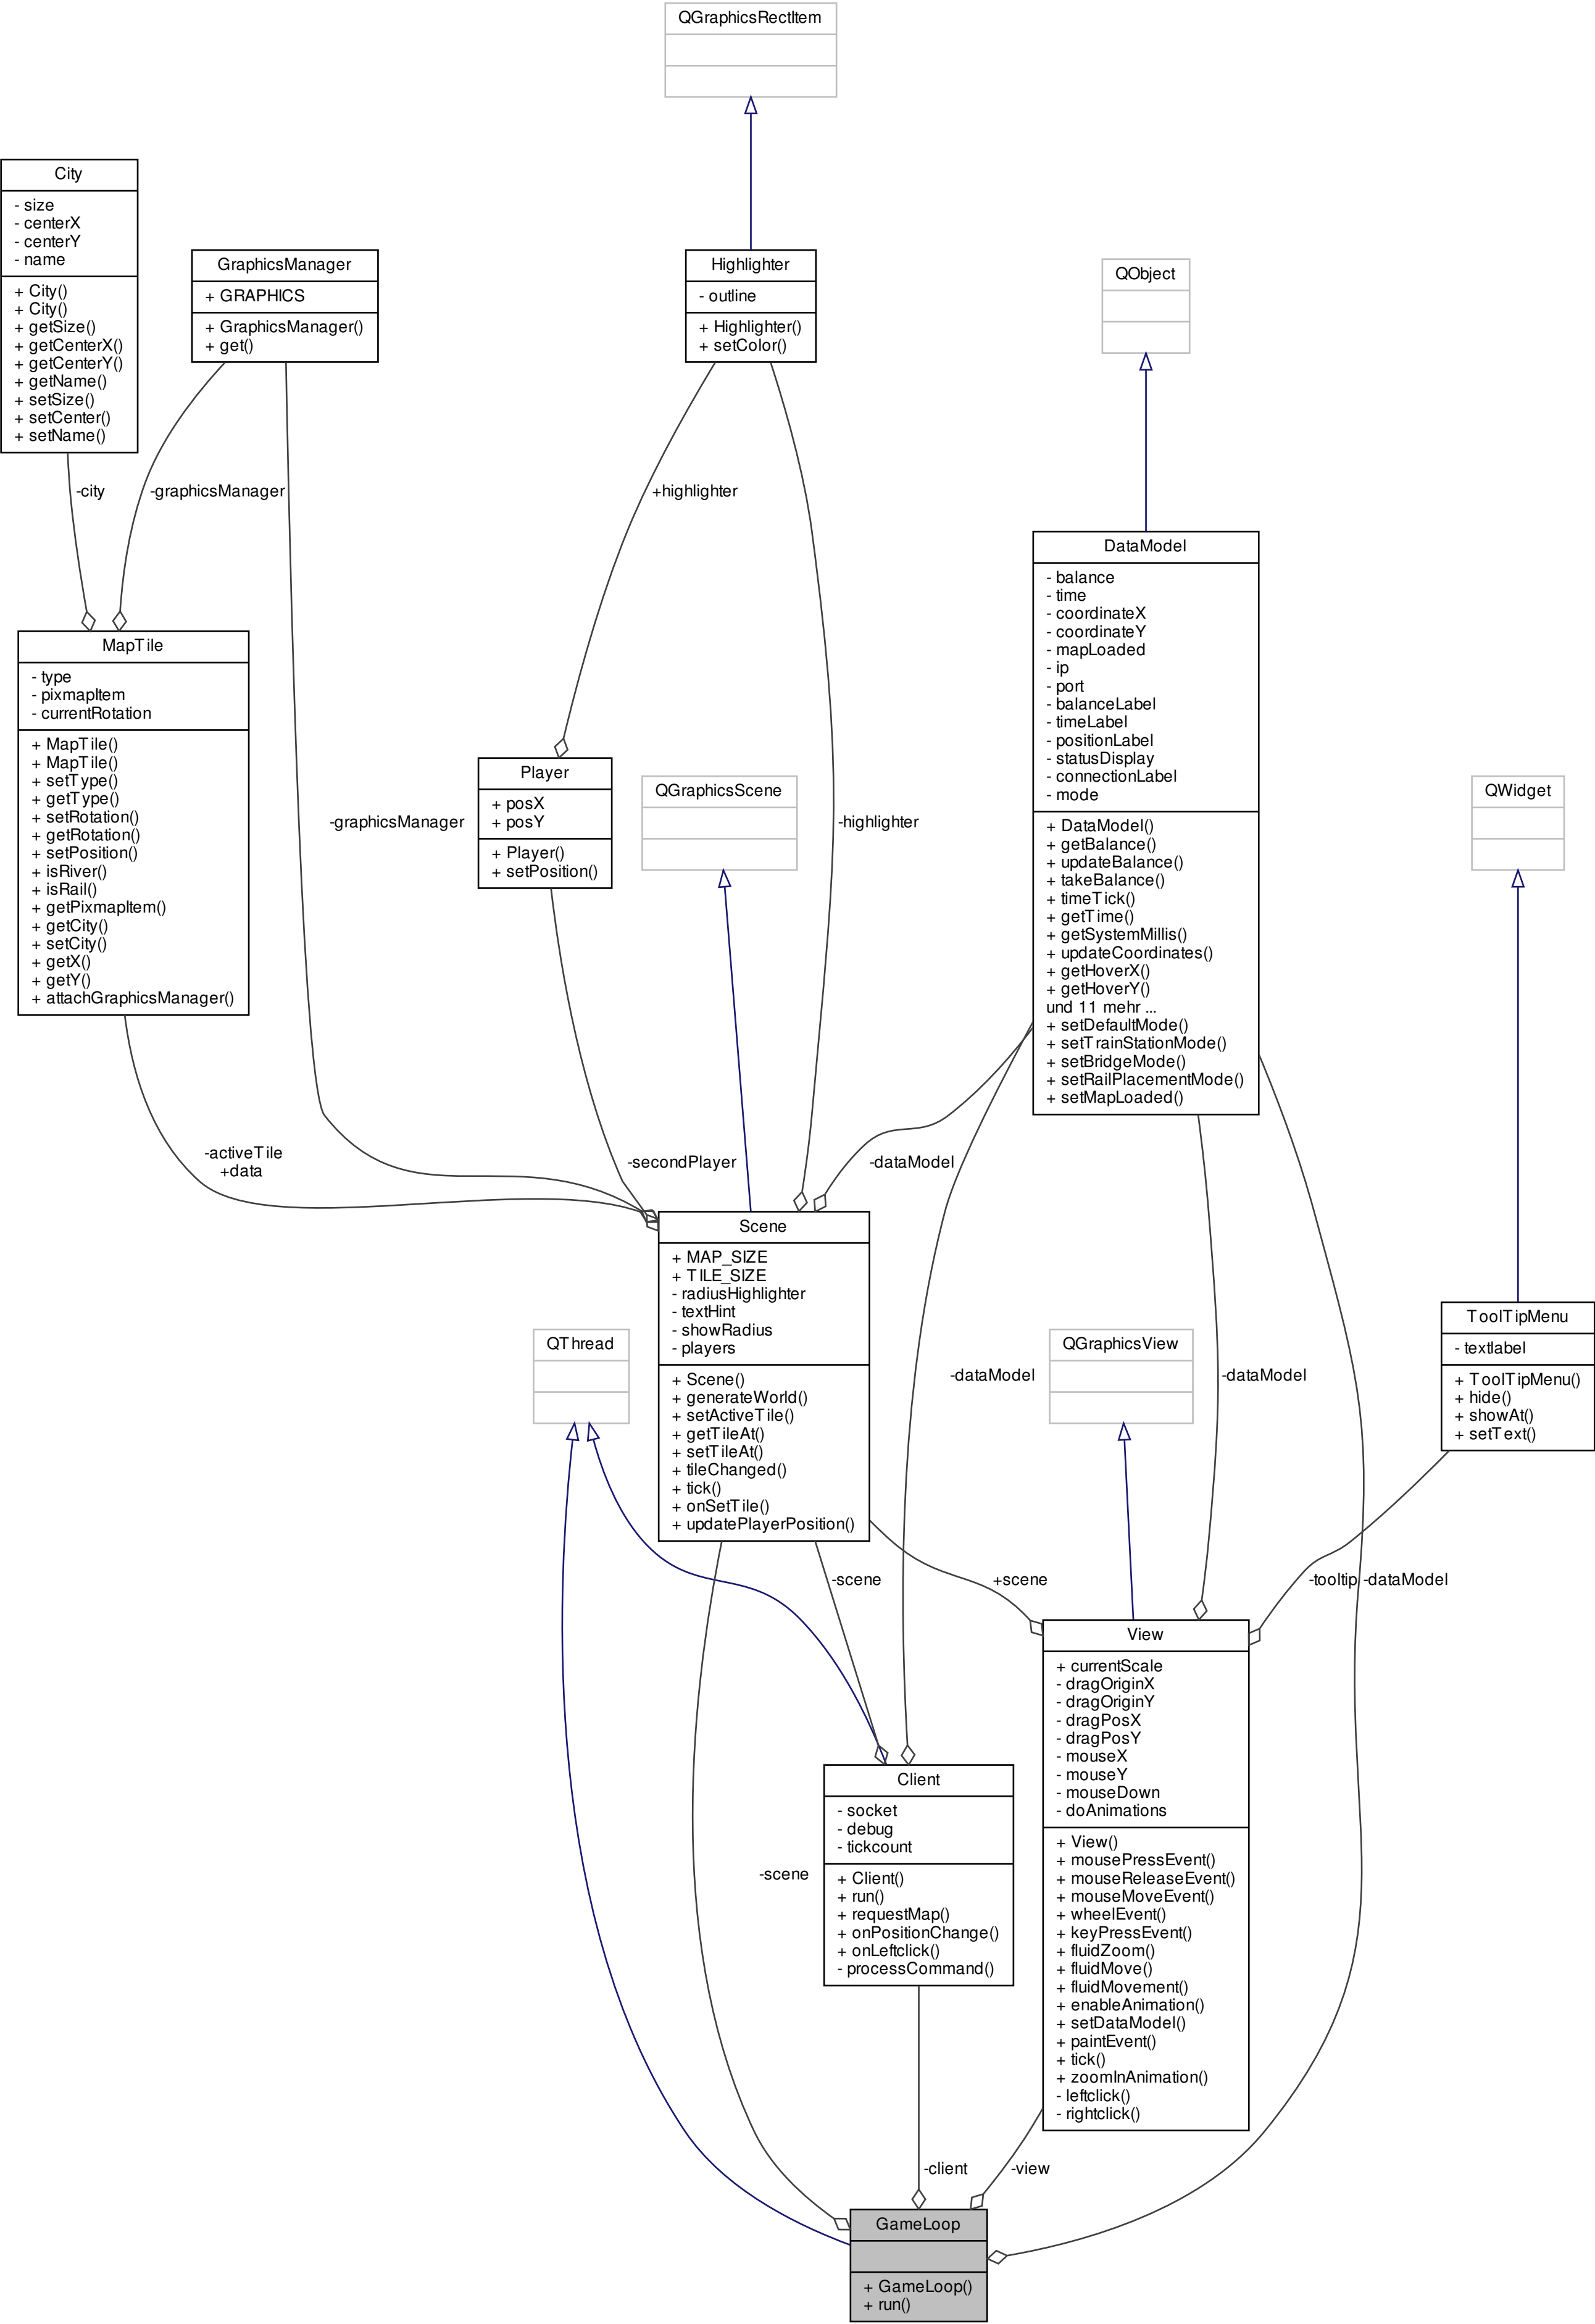 QGraphicsRectItem
City
- size
- centerX
- centerY
- name
+ City()
+ City()
+ getSize()
+ getCenterX()
+ getCenterY()
+ getName()
+ setSize()
+ setCenter()
+ setName()
GraphicsManager
+ GRAPHICS
+ GraphicsManager()
+ get()
Highlighter
- outline
+ Highlighter()
+ setColor()
QObject
-city
-graphicsManager
+highlighter
DataModel
- balance
- time
- coordinateX
- coordinateY
- mapLoaded
- ip
- port
- balanceLabel
- timeLabel
- positionLabel
- statusDisplay
- connectionLabel
- mode
+ DataModel()
+ getBalance()
+ updateBalance()
+ takeBalance()
+ timeTick()
+ getTime()
+ getSystemMillis()
+ updateCoordinates()
+ getHoverX()
+ getHoverY()
und 11 mehr ...
+ setDefaultMode()
+ setTrainStationMode()
+ setBridgeMode()
+ setRailPlacementMode()
+ setMapLoaded()
MapTile
- type
- pixmapItem
- currentRotation
+ MapTile()
+ MapTile()
+ setType()
+ getType()
+ setRotation()
+ getRotation()
+ setPosition()
+ isRiver()
+ isRail()
+ getPixmapItem()
+ getCity()
+ setCity()
+ getX()
+ getY()
+ attachGraphicsManager()
-graphicsManager
Player
+ posX
+ posY
+ Player()
+ setPosition()
QGraphicsScene
-highlighter
QWidget
-activeTile
+data
-secondPlayer
-dataModel
Scene
+ MAP_SIZE
+ TILE_SIZE
- radiusHighlighter
- textHint
- showRadius
- players
+ Scene()
+ generateWorld()
+ setActiveTile()
+ getTileAt()
+ setTileAt()
+ tileChanged()
+ tick()
+ onSetTile()
+ updatePlayerPosition()
QThread
-dataModel
QGraphicsView
-dataModel
ToolTipMenu
- textlabel
+ ToolTipMenu()
+ hide()
+ showAt()
+ setText()
-scene
+scene
-tooltip
-dataModel
View
+ currentScale
- dragOriginX
- dragOriginY
- dragPosX
- dragPosY
- mouseX
- mouseY
- mouseDown
- doAnimations
+ View()
+ mousePressEvent()
+ mouseReleaseEvent()
+ mouseMoveEvent()
+ wheelEvent()
+ keyPressEvent()
+ fluidZoom()
+ fluidMove()
+ fluidMovement()
+ enableAnimation()
+ setDataModel()
+ paintEvent()
+ tick()
+ zoomInAnimation()
- leftclick()
- rightclick()
-scene
Client
- socket
- debug
- tickcount
+ Client()
+ run()
+ requestMap()
+ onPositionChange()
+ onLeftclick()
- processCommand()
-client
-view
GameLoop
+ GameLoop()
+ run()